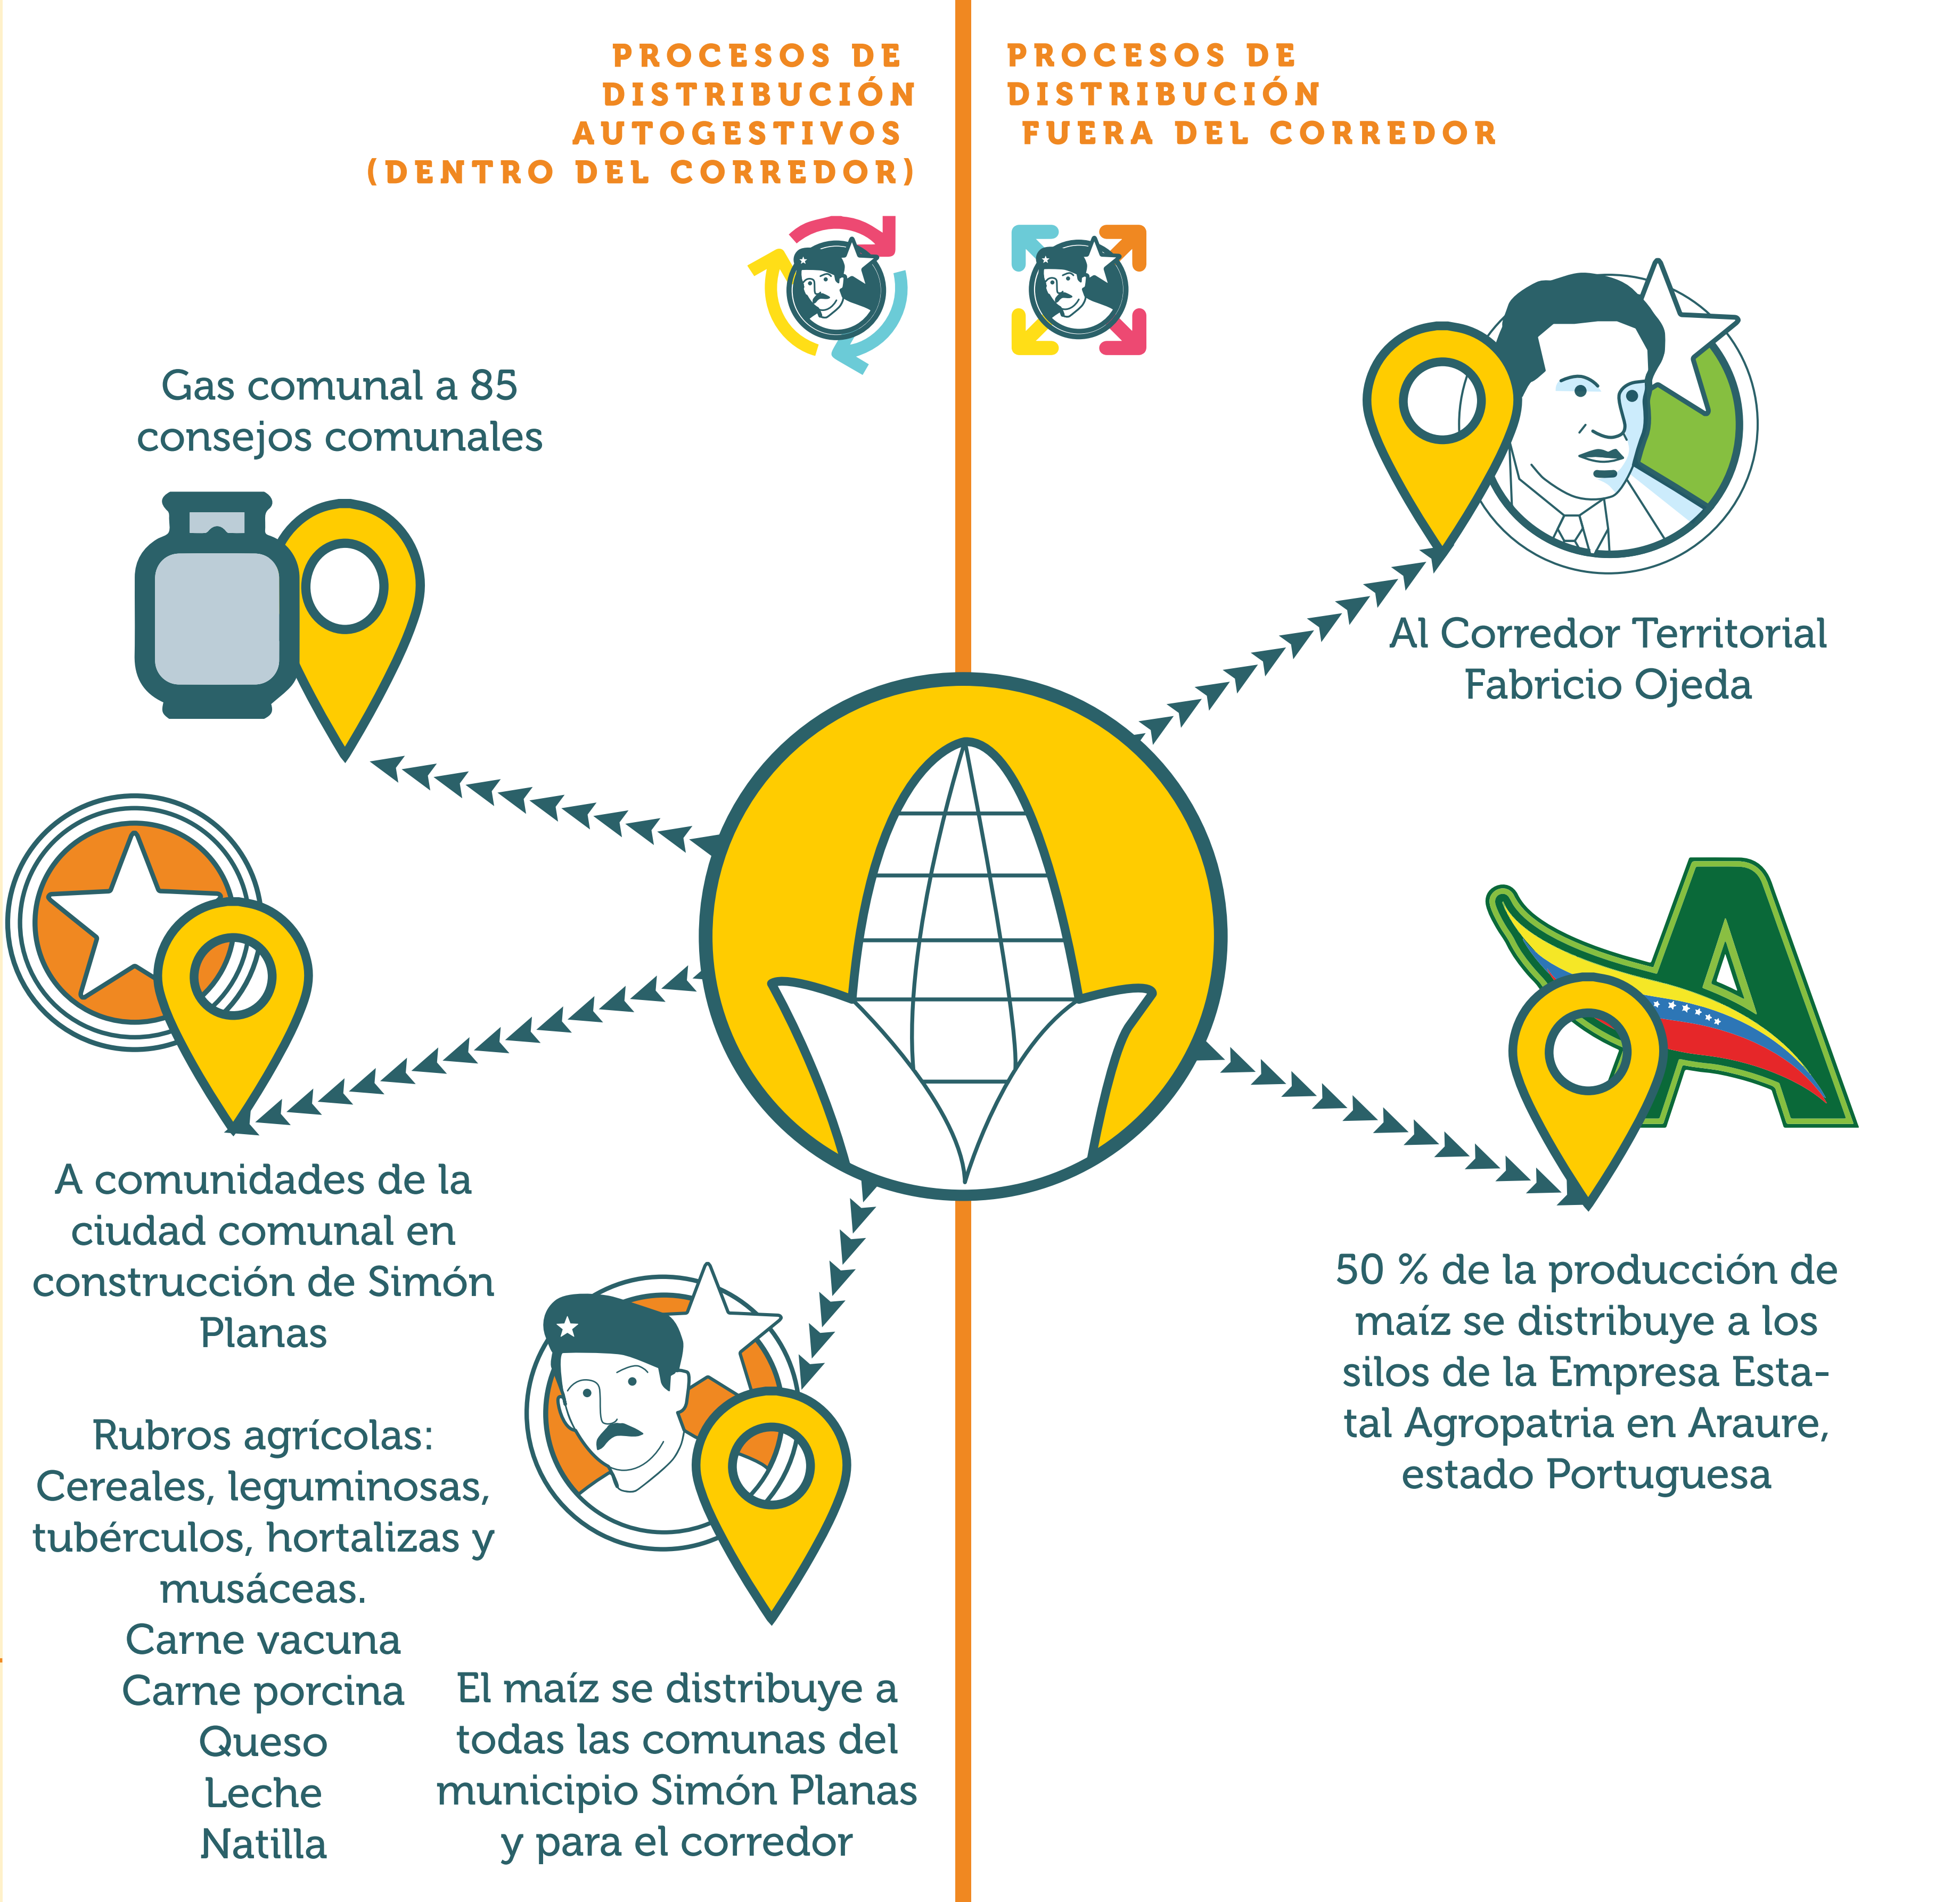 PROCESOS DE
DISTRIBUCIÓN
AUTOGESTIVOS
(DENTRO DEL CORREDOR)
PROCESOS DE
DISTRIBUCIÓN
FUERA DEL CORREDOR
Gas comunal a 85
consejos comunales
Al Corredor Territorial
Fabricio Ojeda
A comunidades de la
ciudad comunal en
construcción de Simón
Planas
Rubros agrícolas:
Cereales, leguminosas,
tubérculos, hortalizas y
musáceas.
Carne vacuna
Carne porcina
Queso
Leche
Natilla
El maíz se distribuye a
todas las comunas del
municipio Simón Planas
y para el corredor
A
50 % de la producción de
maíz se distribuye a los
silos de la Empresa Esta-
tal Agropatria en Araure,
estado Portuguesa